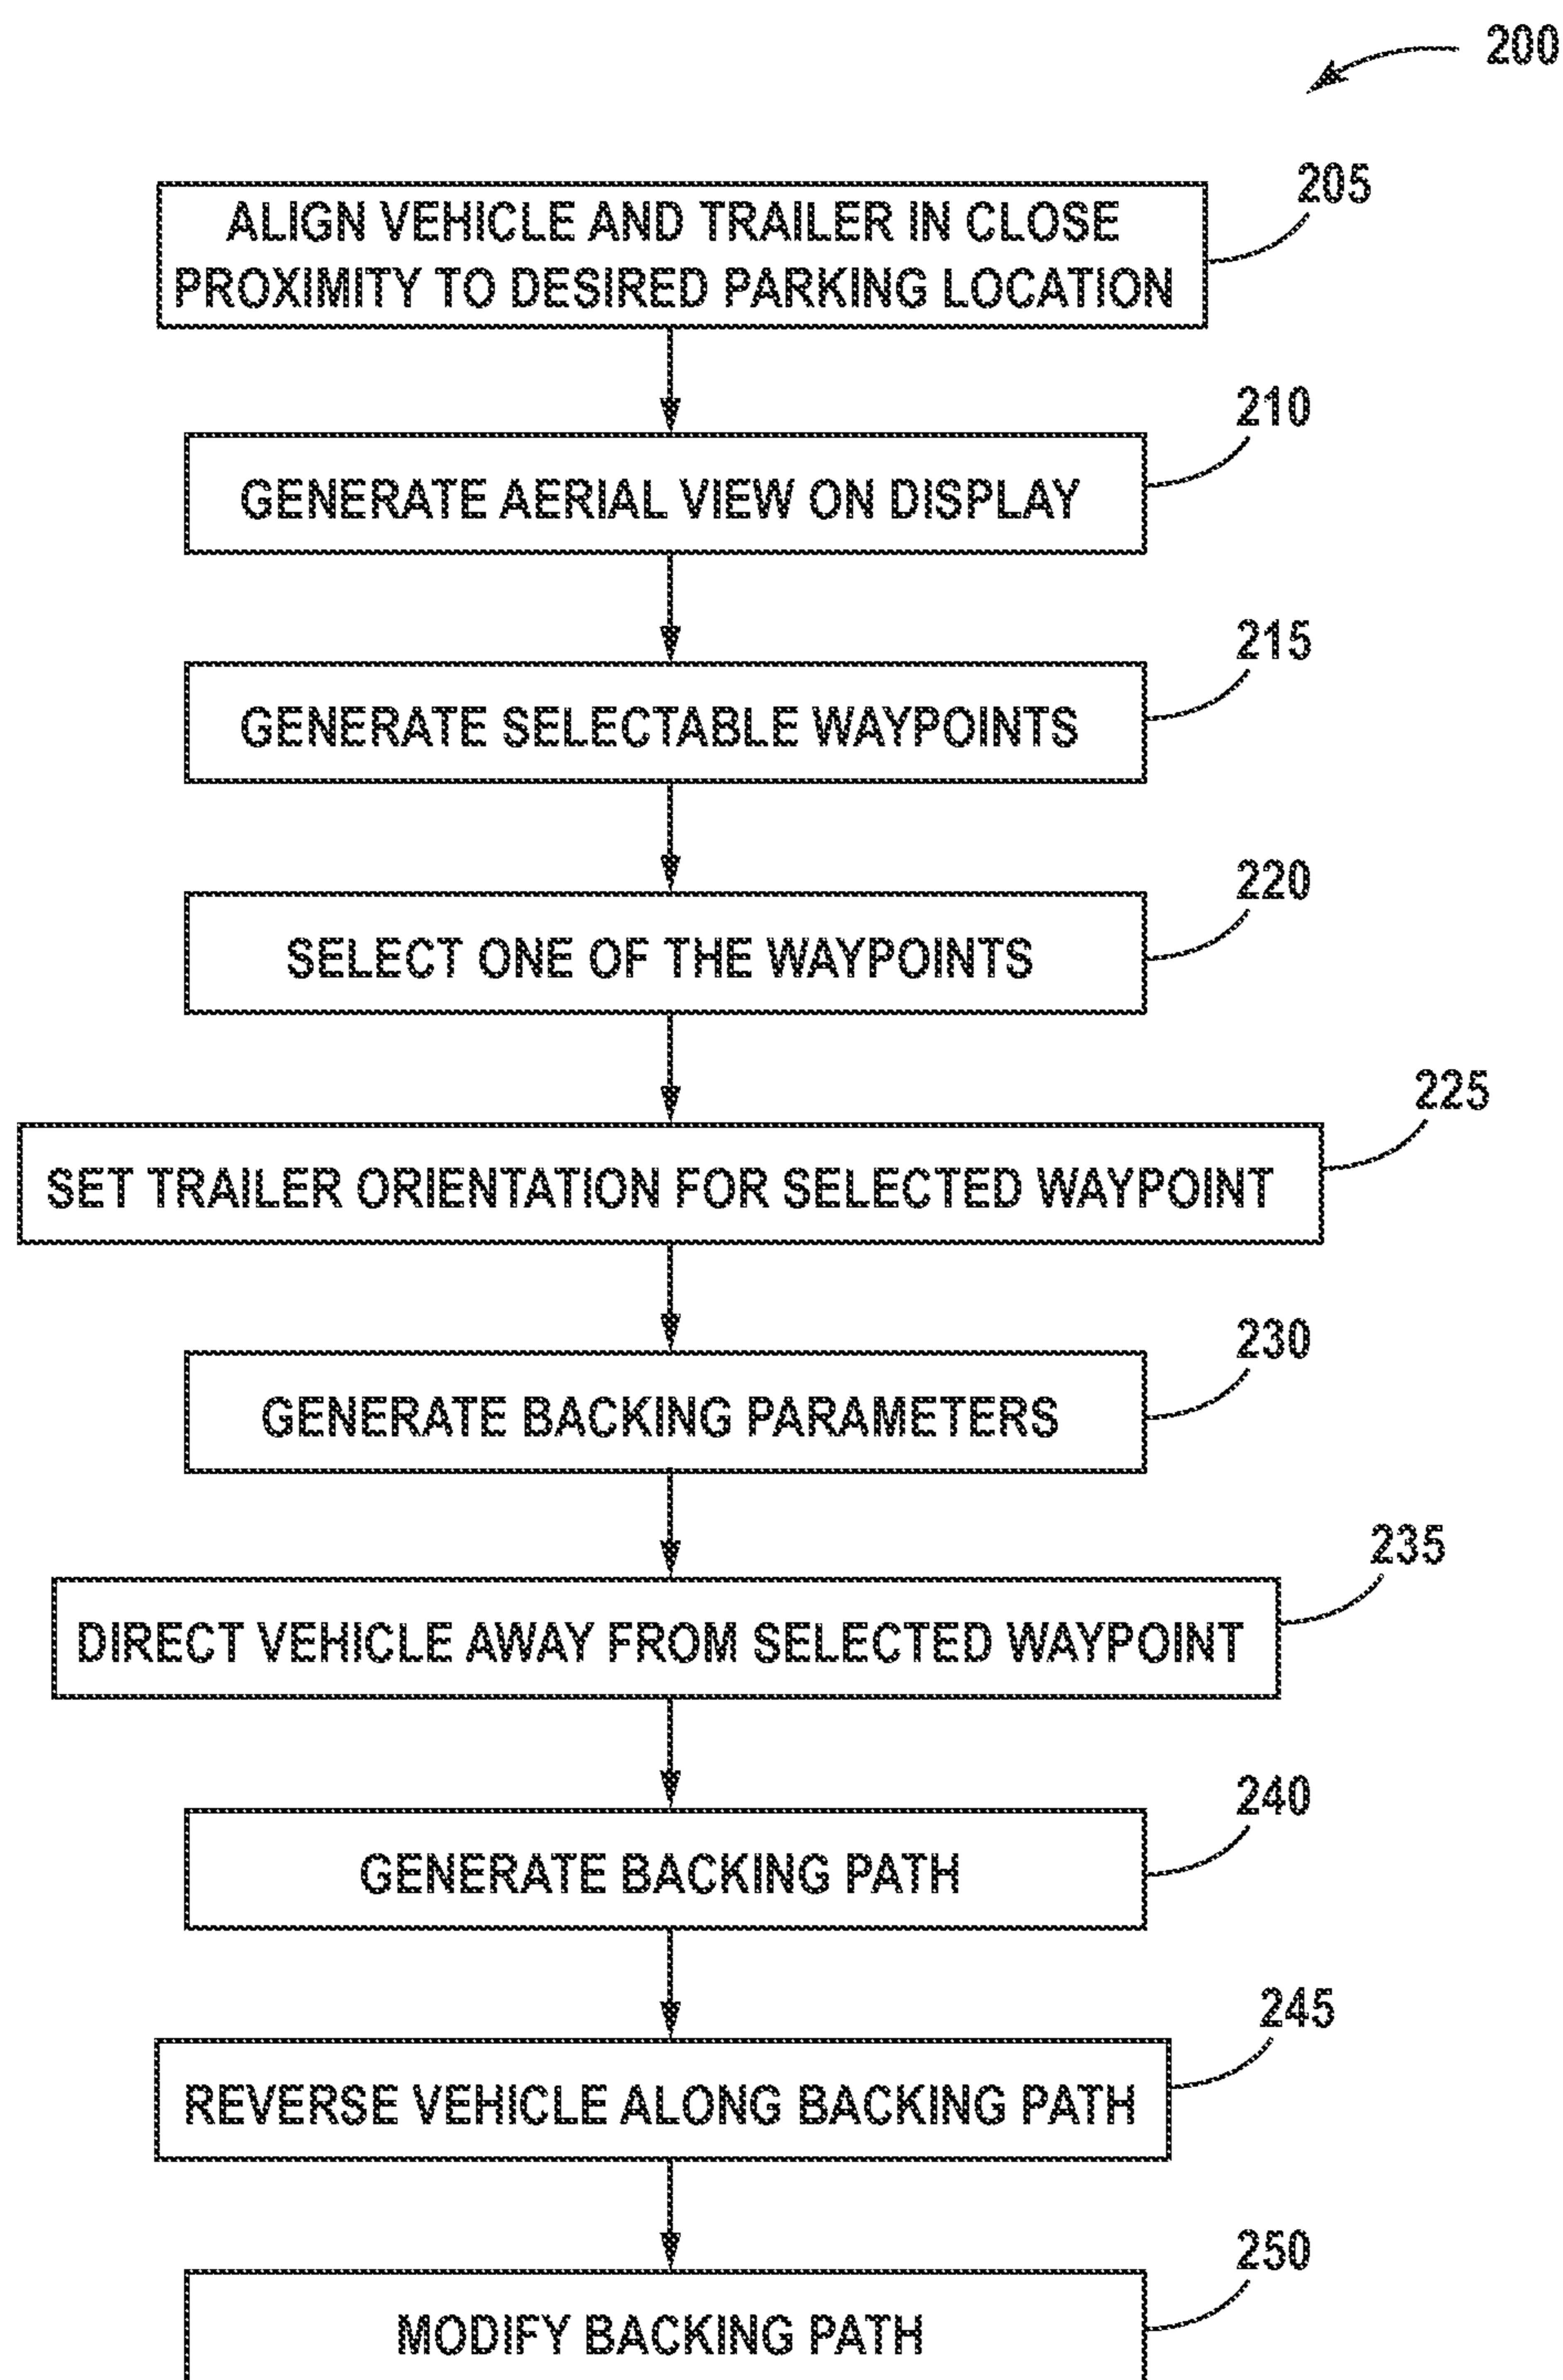 200
205
ALIGN VEHICLE AND TRAILER IN CLOSE
PROXIMITY TO DESIRED PARKING LOCATION
210
GENERATE AERIAL VIEW ON DISPLAY
215
GENERATE SELECTABLE WAYPOINTS
220
SELECT ONE OF THE WAYPOINTS
225
SET TRAILER ORIENTATION FOR SELECTED WAYPOINT
230
GENERATE BACKING PARAMETERS
235
DIRECT VEHICLE AWAY FROM SELECTED WAYPOINT
240
GENERATE BACKING PATH
245
REVERSE VEHICLE ALONG BACKING PATH
250
MODIFY BACKING PATH